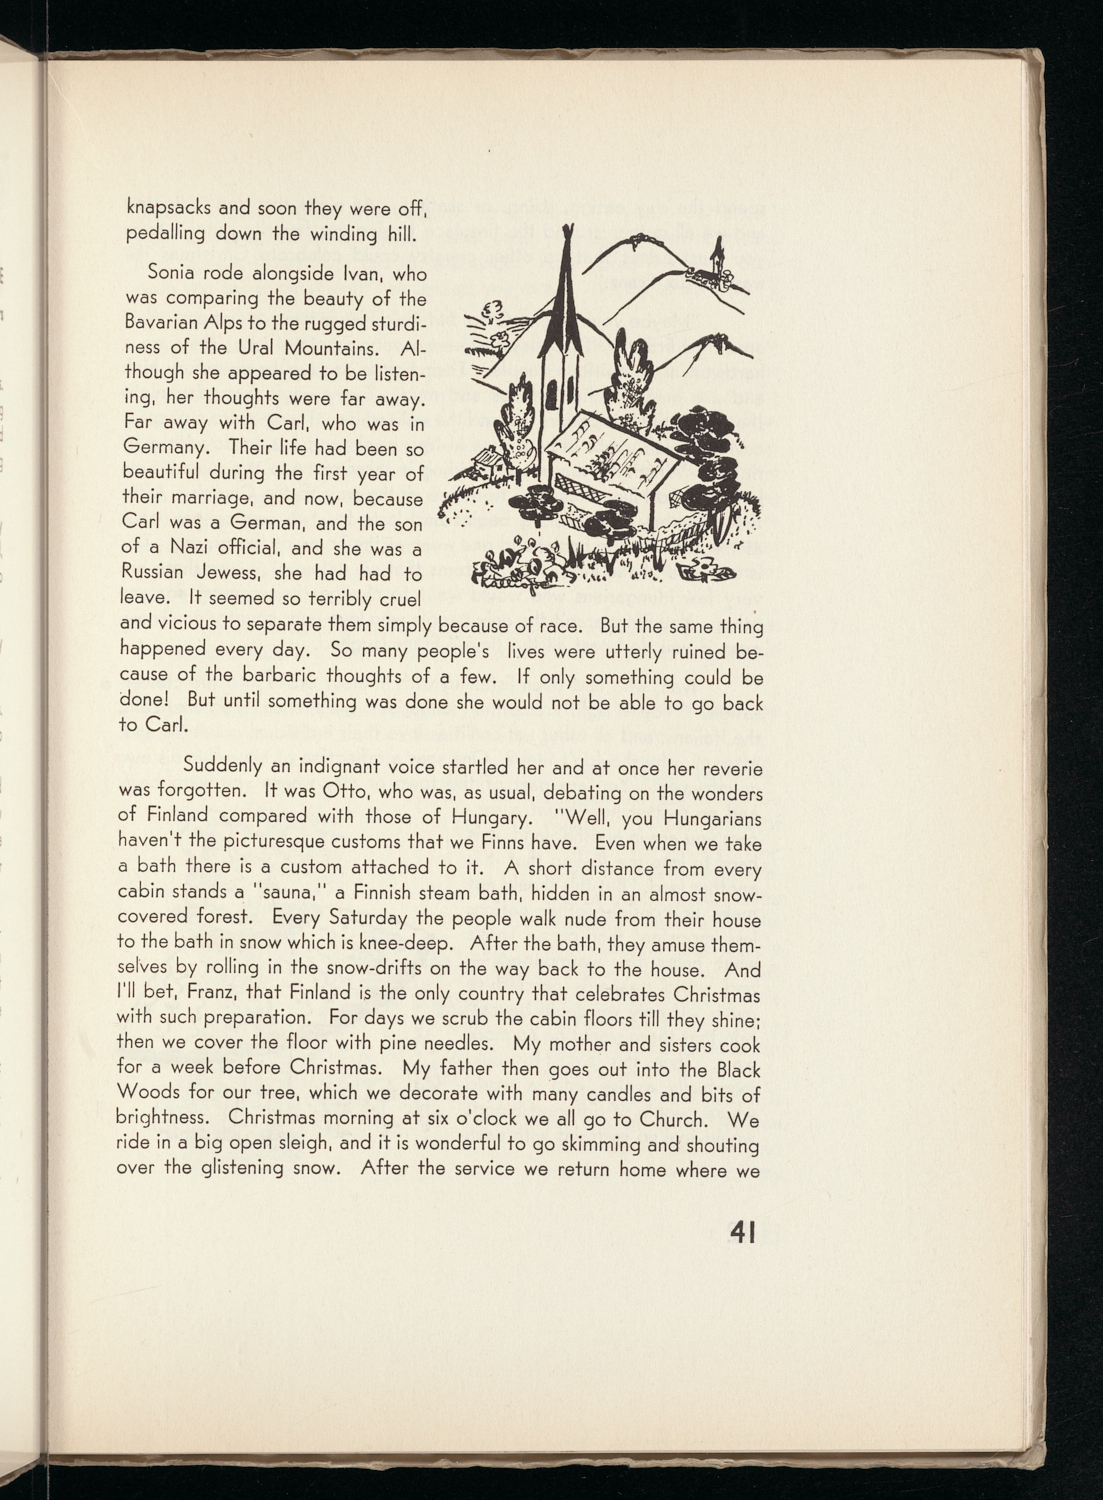 knapsacks and soon they were off,
pedalling down the winding hill.
Sonia rode alongside Ivan, who
was comparing the beauty of the
Bavarian Alps to the rugged sturdi-
ness of the Ural Mountains. Al-
though she appeared to be listen-
ing, her thoughts were far away.
Far away with Carl, who was in
Germany. Their life had been so
beautiful during the first year of
their marriage, and now, because
Carl was a German, and the son
of a Nazi official, and she was a
Russian Jewess, she had had to
leave. It seemed so terribly cruel
and vicious to separate them simply because of race. But the same thing
happened every day. So many people's lives were utterly ruined be-
cause of the barbaric thoughts of a few. If only something could be
done! But until something was done she would not be able to go back
to Carl.
Suddenly an indignant voice startled her and at once her reverie
was forgotten. It was Otto, who was, as usual, debating on the wonders
of Finland compared with those of Hungary. "Well, you Hungarians
haven't the picturesque customs that we Finns have. Even when we take
a bath there is a custom attached to it. A short distance from every
cabin stands a "sauna," a Finnish steam bath, hidden in an almost snow-
covered forest. Every Saturday the people walk nude from their house
to the bath in snow which is knee-deep. After the bath, they amuse them-
selves by rolling in the snow-drifts on the way back to the house. And
I'll bet, Franz, that Finland is the only country that celebrates Christmas
with such preparation. For days we scrub the cabin floors till they shine;
then we cover the floor with pine needles. My mother and sisters cook
for a week before Christmas. My father then goes out into the Black
Woods for our tree, which we decorate with many candles and bits of
brightness. Christmas morning at six o'clock we all go to Church. We
ride in a big open sleigh, and it is wonderful to go skimming and shouting
over the glistening snow. After the service we return home where we
41